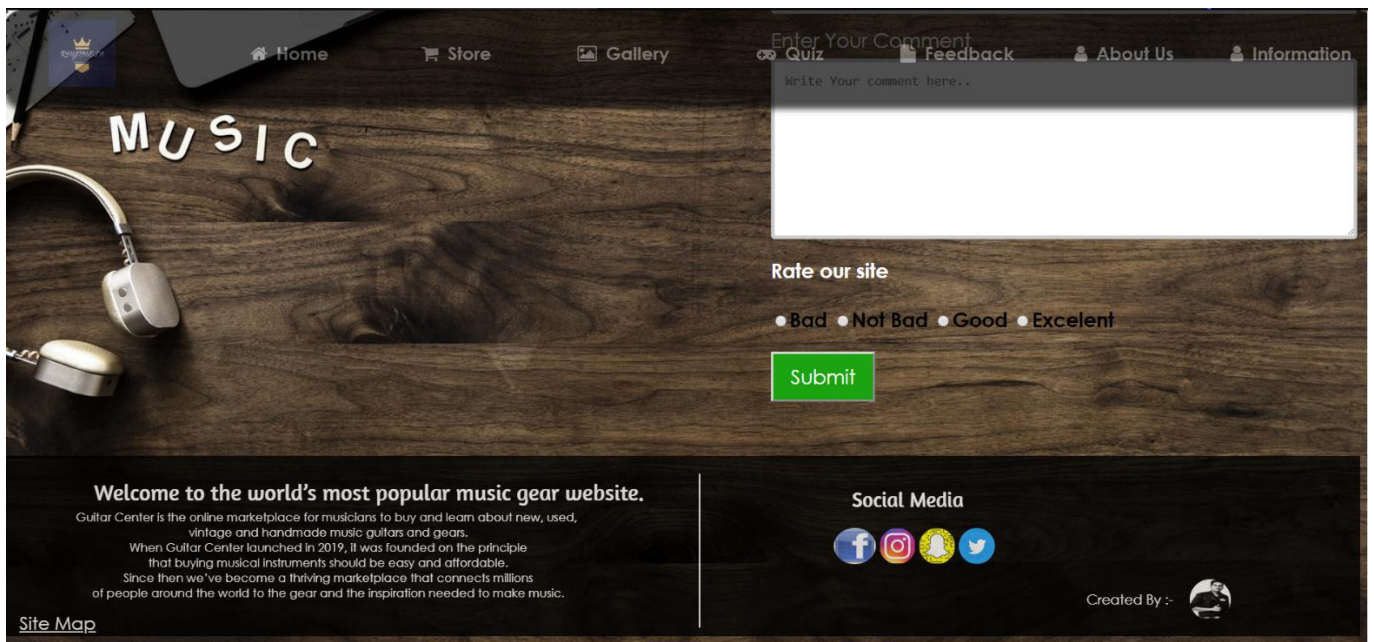 Home Store Gallery Quiz Feedback About Us Information
Enter Your Comment
Write Your comment here..
MUSIC
Rate our site
Bad Not Bad Good Excelent
Submit
Welcome to the world's most popular music gear website.
Guitar Center is the online marketplace for musicians to buy and learn about new, used,
vintage and handmade music guitars and gears.
When Guitar Center launched in 2019, it was founded on the principle
that buying musical instruments should be easy and affordable.
Since then we've become a thriving marketplace that connects millions
of people around the world to the gear and the inspiration needed to make music.
Site Map
Social Media
Created By :-